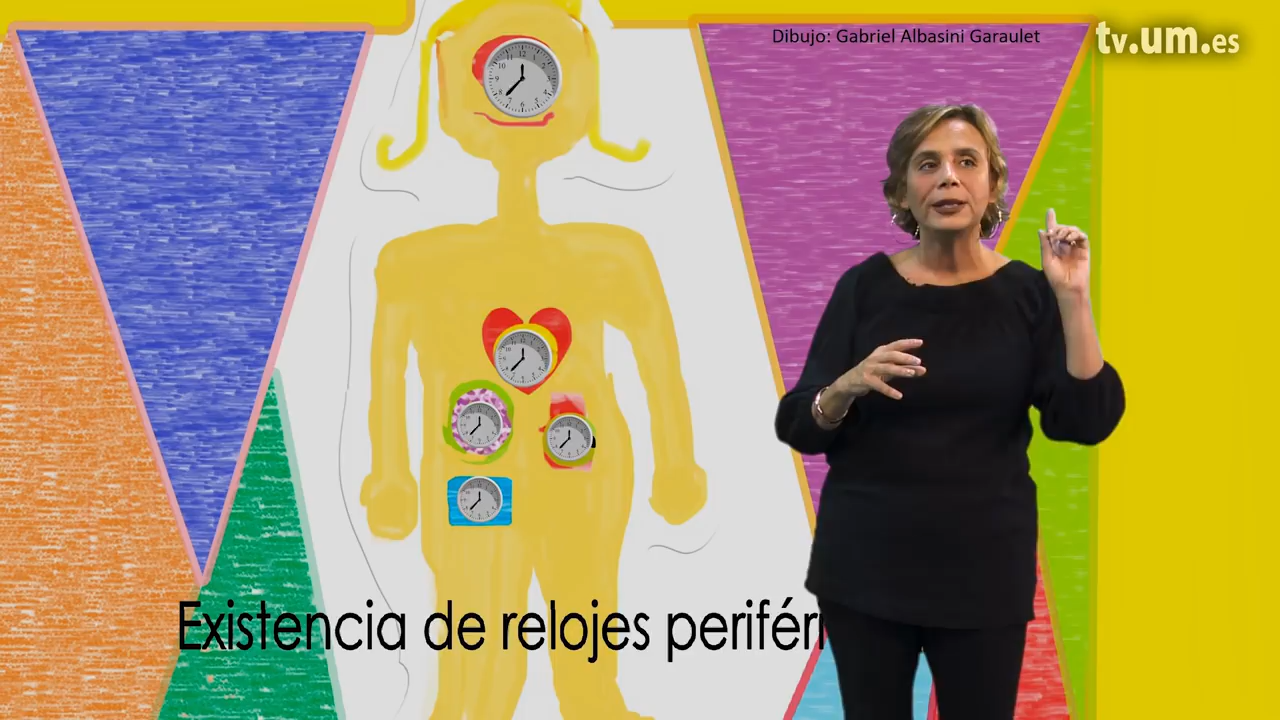 Dibujo: Gabriel Albasini Garaulet
tv.um.es
Existencia de relojes periféri